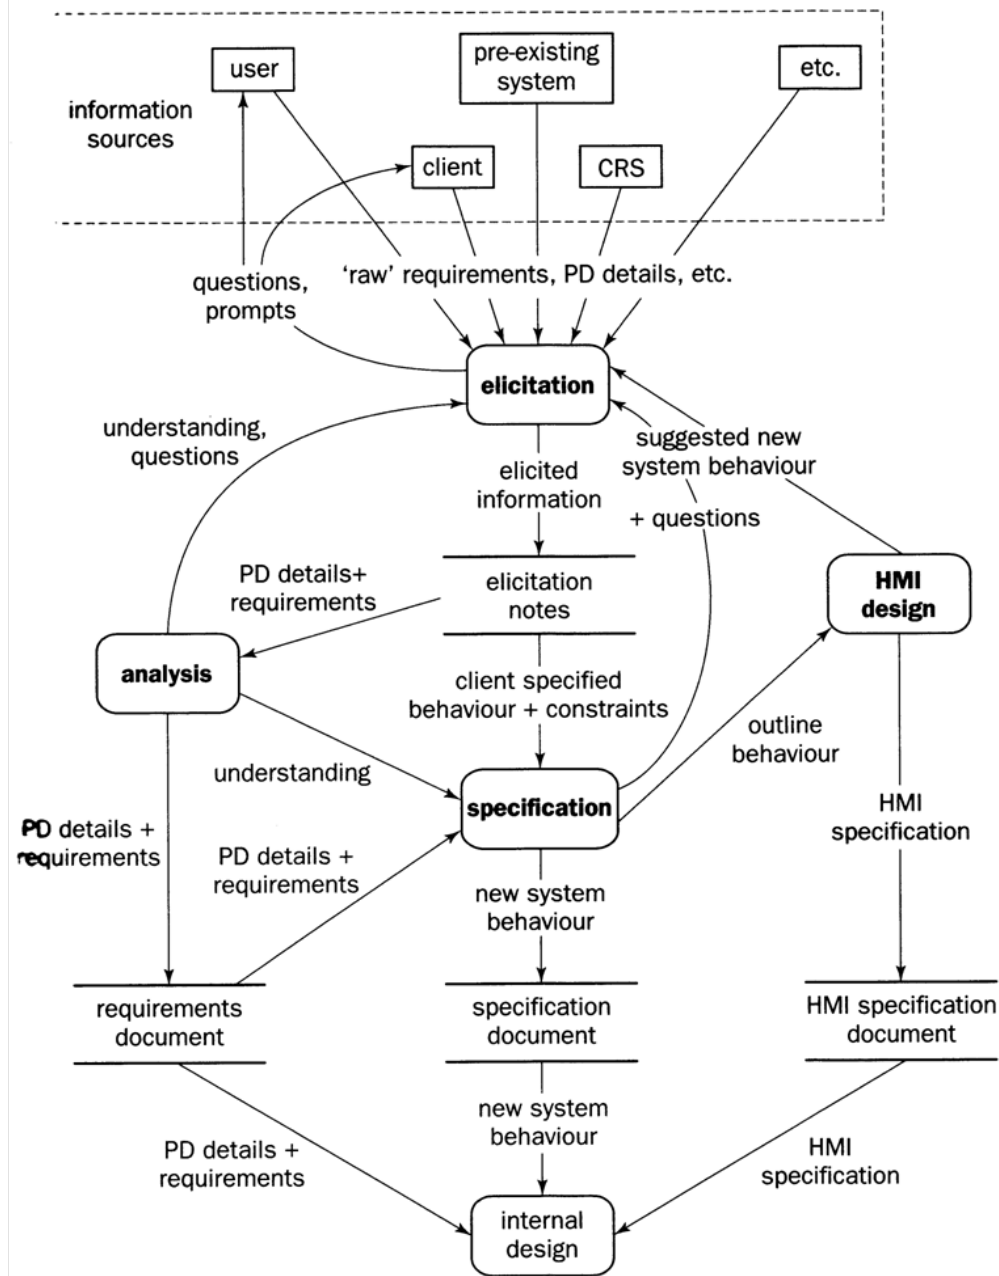 user
pre-existing
system
etc.
information
sources
client
CRS
questions,
prompts
‘raw’ requirements, PD details, etc.
elicitation
understanding,
questions
suggested new
system behaviour
elicited
information
+ questions
PD details+
requirements
elicitation
notes
HMI
design
analysis
client specified
behaviour + constraints
outline
behaviour
understanding
specification
HMI
specification
PD details +
requirements
PD details +
requirements
new system
behaviour
requirements
document
specification
document
HMI specification
document
new system
behaviour
PD details +
requirements
HMI
specification
internal
design